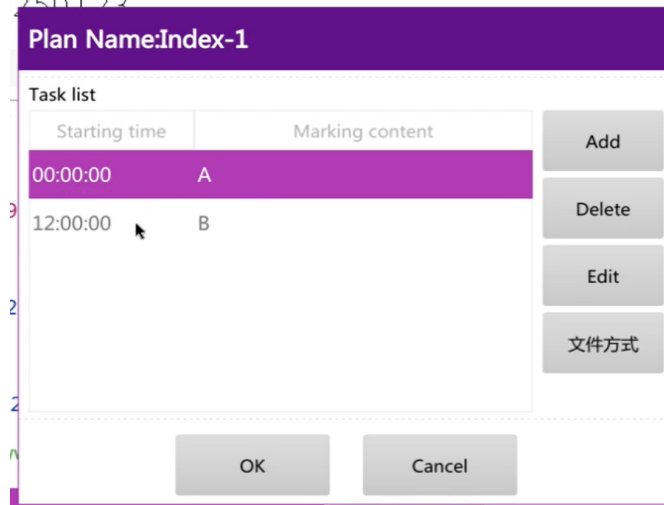 Plan Name:Index-1
Task list
Starting time Marking content
Add
00:00:00 A
Delete
12:00:00 B
Edit
文件方式
OK Cancel